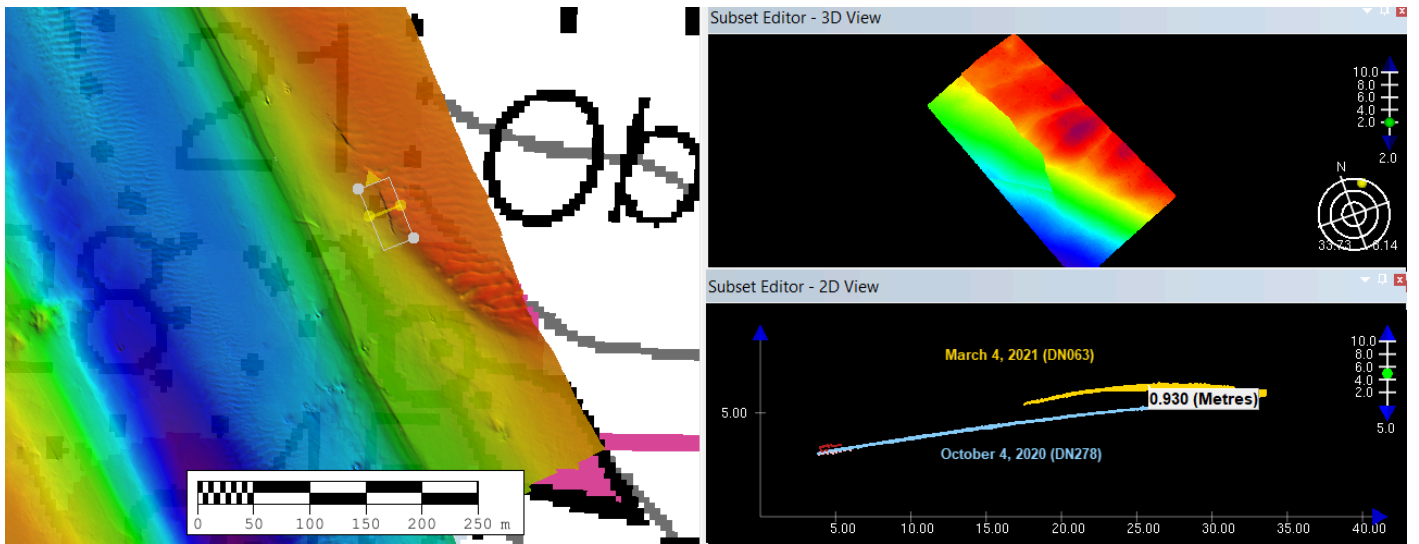 21
Ob
18
0 50 100 150 200 250 m
Subset Editor - 3D View
10.0
8.0
6.0
4.0
2.0
2.0
N
Subset Editor - 2D View
March 4, 2021 (DN063)
0.930 (Metres)
5.00
October 4, 2020 (DN278)
10.0
8.0
6.0
4.0
2.0
5.0
5.00 10.00 15.00 20.00 25.00 30.00 35.00 40.00